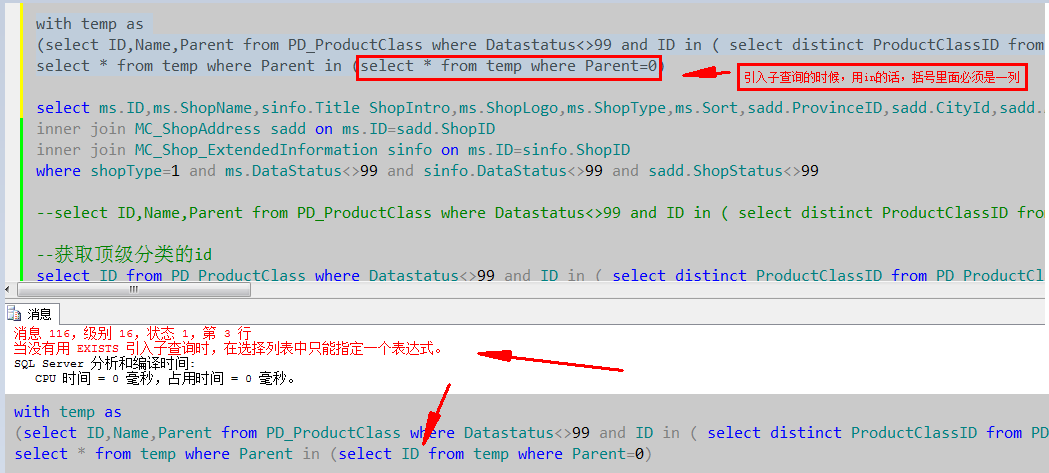 with temp as
(select ID,Name,Parent from PD_ProductClass where Datastatus<>99 and ID in ( select distinct ProductClassID from
select * from temp where Parent in (select * from temp where Parent=0)
引入子查询的时候，用in的话，括号里面必须是一列
select ms.ID,ms.ShopName,sinfo.Title ShopIntro,ms.ShopLogo,ms.ShopType,ms.Sort,sadd.ProvinceID,sadd.CityId,sadd.
inner join MC_ShopAddress sadd on ms.ID=sadd.ShopID
inner join MC_Shop_ExtendedInformation sinfo on ms.ID=sinfo.ShopID
where shopType=1 and ms.DataStatus<>99 and sinfo.DataStatus<>99 and sadd.ShopStatus<>99
--select ID,Name,Parent from PD_ProductClass where Datastatus<>99 and ID in ( select distinct ProductClassID fro
--获取顶级分类的id
select ID from PD_ProductClass where Datastatus<>99 and ID in ( select distinct ProductClassID from PD_ProductCl
消息
消息 116，级别 16，状态 1，第 3 行
当没有用 EXISTS 引入子查询时，在选择列表中只能指定一个表达式。
SQL Server 分析和编译时间:
CPU 时间 = 0 毫秒，占用时间 = 0 毫秒。
with temp as
(select ID,Name,Parent from PD_ProductClass where Datastatus<>99 and ID in ( select distinct ProductClassID from PD
select * from temp where Parent in (select ID from temp where Parent=0)